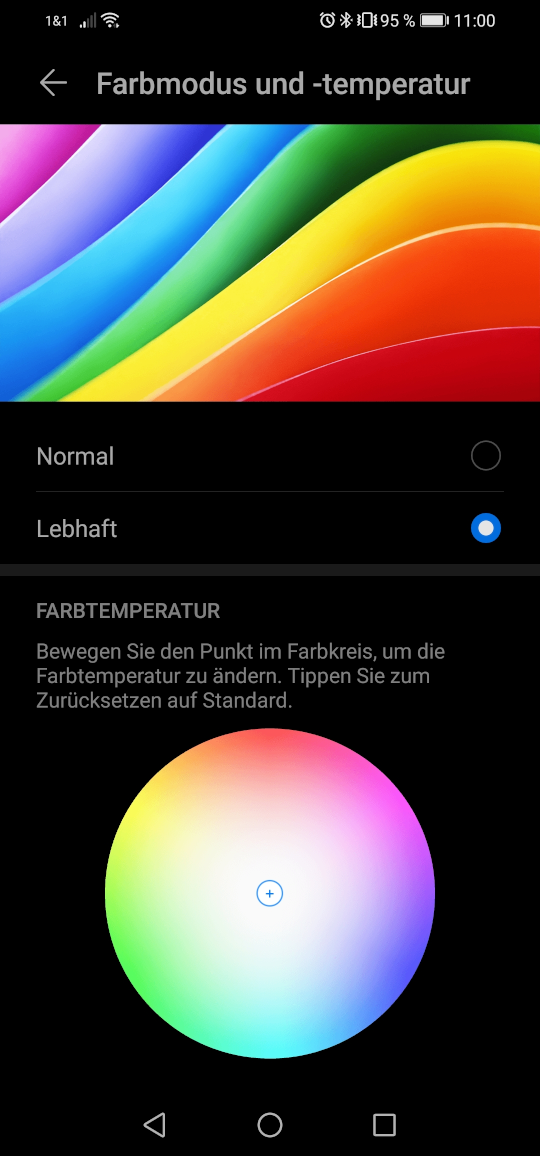 1&1 95 % 11:00
Farbmodus und -temperatur
Normal
Lebhaft
FARBTEMPERATUR
Bewegen Sie den Punkt im Farbkreis, um die
Farbtemperatur zu ändern. Tippen Sie zum
Zurücksetzen auf Standard.